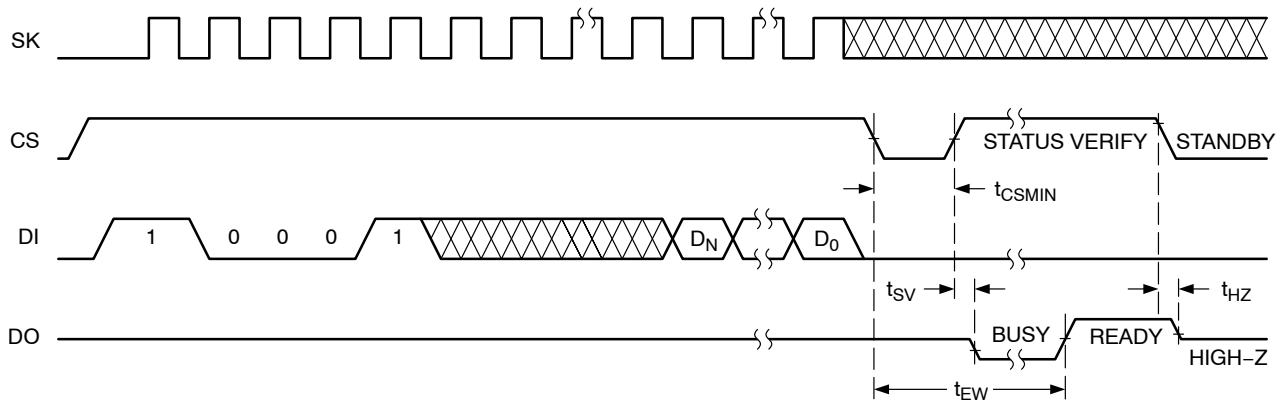 SK
CS
STATUS VERIFY
STANDBY
tCSMIN
DI
1
0
0
0
1
DN
D0
tSV
tHZ
DO
BUSY
READY
HIGH–Z
tEW